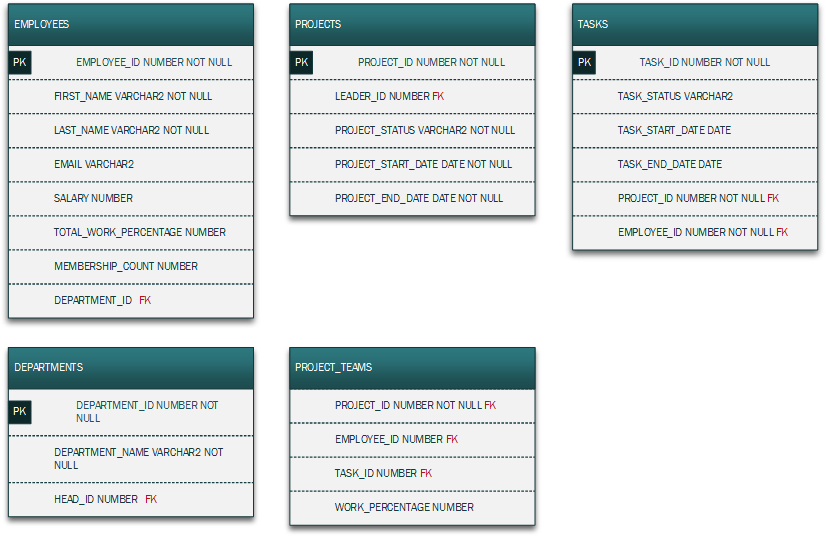 EMPLOYEES
PK EMPLOYEE_ID NUMBER NOT NULL
FIRST_NAME VARCHAR2 NOT NULL
LAST_NAME VARCHAR2 NOT NULL
EMAIL VARCHAR2
SALARY NUMBER
TOTAL_WORK_PERCENTAGE NUMBER
MEMBERSHIP_COUNT NUMBER
DEPARTMENT_ID FK
PROJECTS
PK PROJECT_ID NUMBER NOT NULL
LEADER_ID NUMBER FK
PROJECT_STATUS VARCHAR2 NOT NULL
PROJECT_START_DATE DATE NOT NULL
PROJECT_END_DATE DATE NOT NULL
TASKS
PK TASK_ID NUMBER NOT NULL
TASK_STATUS VARCHAR2
TASK_START_DATE DATE
TASK_END_DATE DATE
PROJECT_ID NUMBER NOT NULL FK
EMPLOYEE_ID NUMBER NOT NULL FK
DEPARTMENTS
PK DEPARTMENT_ID NUMBER NOT
NULL
DEPARTMENT_NAME VARCHAR2 NOT
NULL
HEAD_ID NUMBER FK
PROJECT_TEAMS
PROJECT_ID NUMBER NOT NULL FK
EMPLOYEE_ID NUMBER FK
TASK_ID NUMBER FK
WORK_PERCENTAGE NUMBER